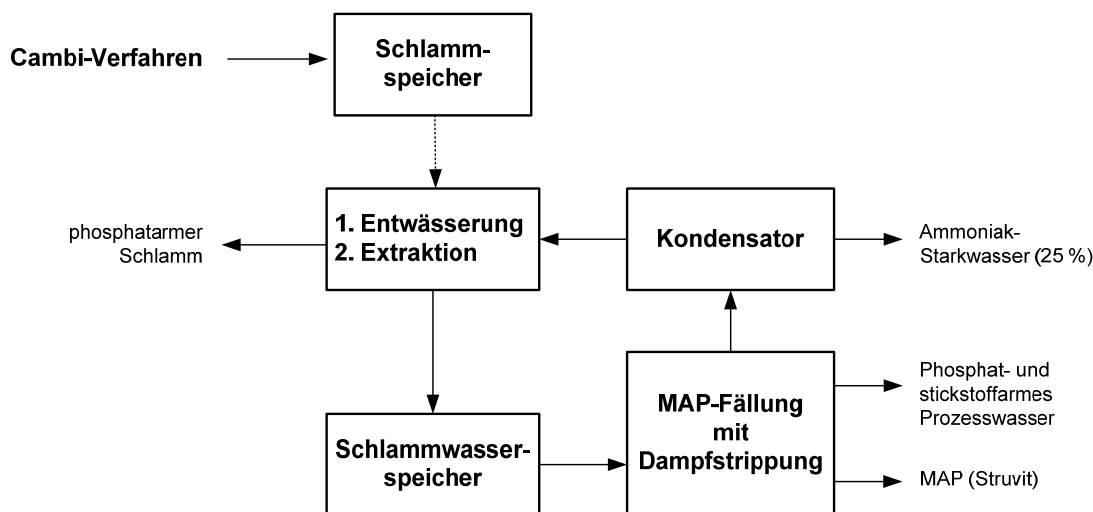 Cambi-Verfahren
Schlamm-
speicher
phosphatarmer
Schlamm
1. Entwässerung
2. Extraktion
Kondensator
Ammoniak-
Starkwasser (25 %)
Schlammwasser-
speicher
MAP-Fällung
mit
Dampfstrippung
Phosphat- und
stickstoffarmes
Prozesswasser
MAP (Struvit)